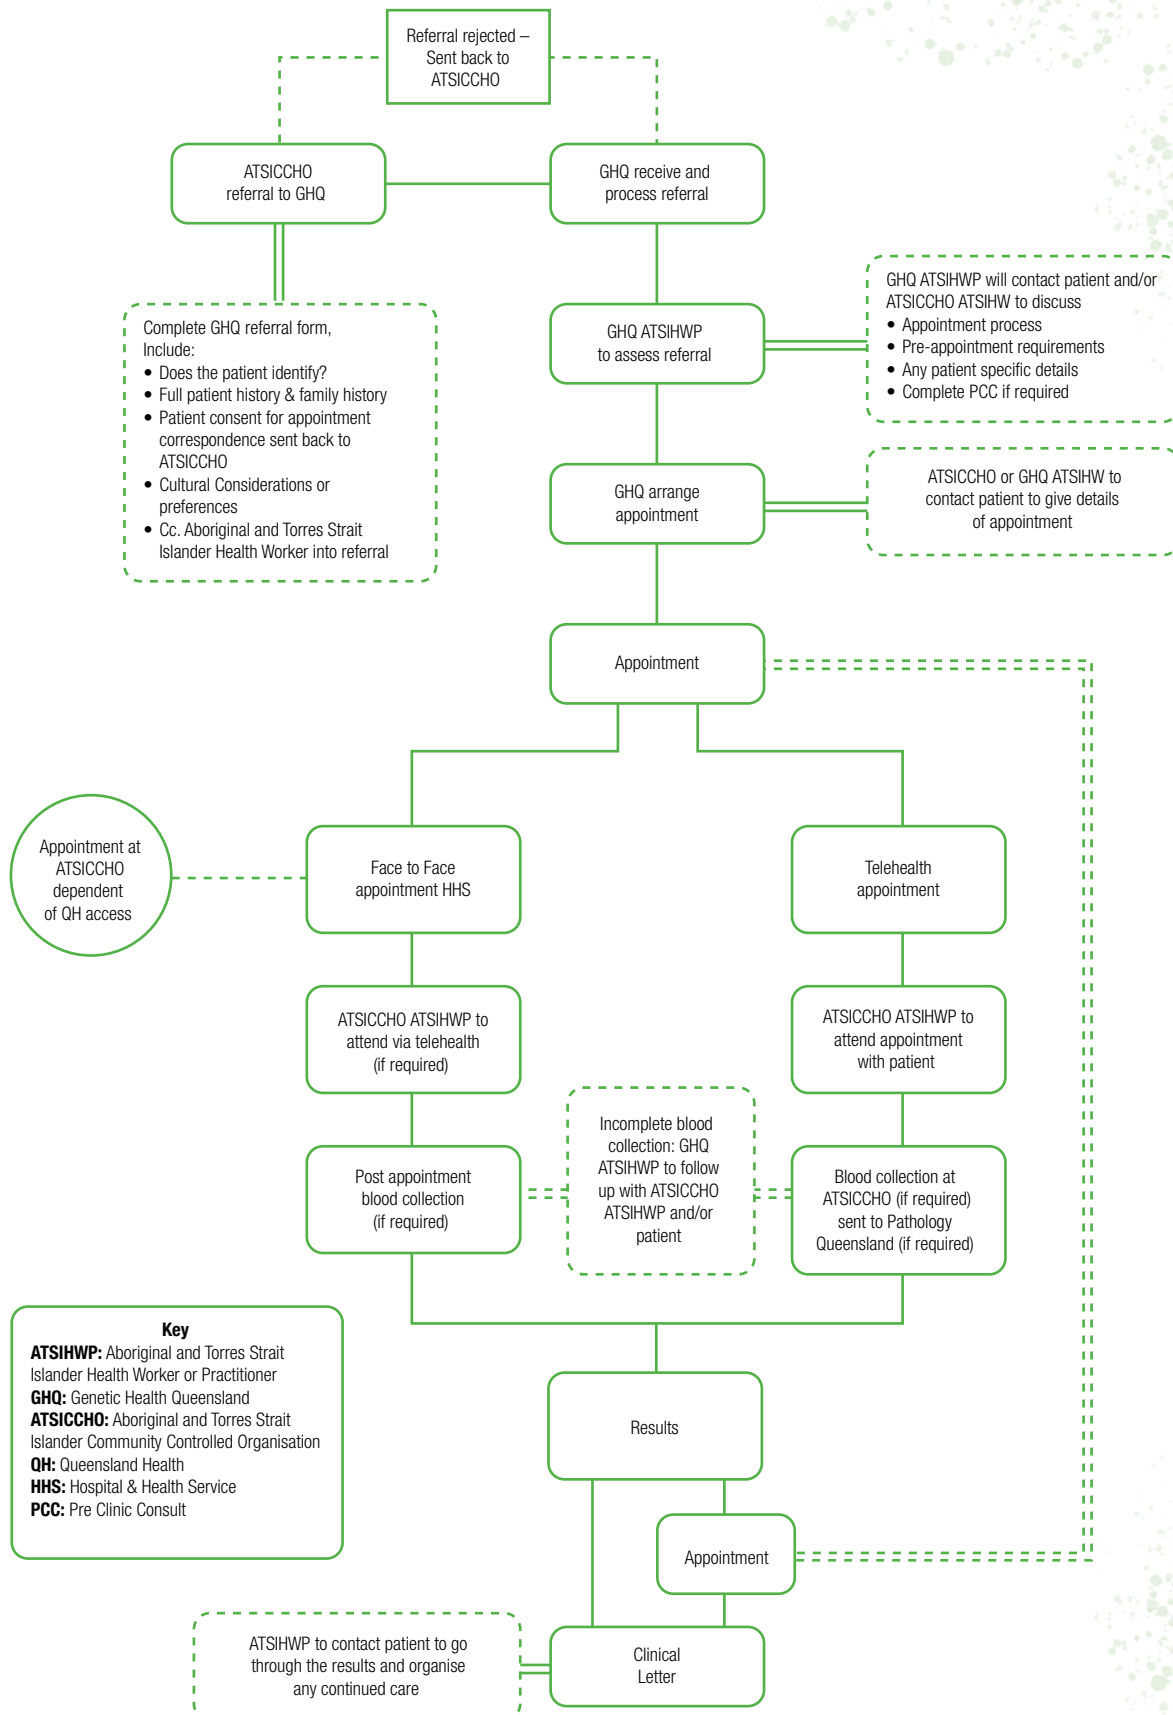 Referral rejected –
Sent back to
ATSICCHO
ATSICCHO
referral to GHQ
GHQ receive and
process referral
Complete GHQ referral form,
Include:
• Does the patient identify?
• Full patient history & family history
• Patient consent for appointment
correspondence sent back to
ATSICCHO
• Cultural Considerations or
preferences
• Cc. Aboriginal and Torres Strait
Islander Health Worker into referral
GHQ ATSIHWP
to assess referral
GHQ ATSIHWP will contact patient and/or
ATSICCHO ATSIHW to discuss
• Appointment process
• Pre-appointment requirements
• Any patient specific details
• Complete PCC if required
GHQ arrange
appointment
ATSICCHO or GHQ ATSIHW to
contact patient to give details
of appointment
Appointment
Appointment at
ATSICCHO
dependent
of QH access
Face to Face
appointment HHS
Telehealth
appointment
ATSICCHO ATSIHWP to
attend via telehealth
(if required)
ATSICCHO ATSIHWP to
attend appointment
with patient
Post appointment
blood collection
(if required)
Incomplete blood
collection: GHQ
ATSIHWP to follow
up with ATSICCHO
ATSIHWP and/or
patient
Blood collection at
ATSICCHO (if required)
sent to Pathology
Queensland (if required)
Key
ATSIHWP: Aboriginal and Torres Strait
Islander Health Worker or Practitioner
GHQ: Genetic Health Queensland
ATSICCHO: Aboriginal and Torres Strait
Islander Community Controlled Organisation
QH: Queensland Health
HHS: Hospital & Health Service
PCC: Pre Clinic Consult
Results
Appointment
ATSIHWP to contact patient to go
through the results and organise
any continued care
Clinical
Letter